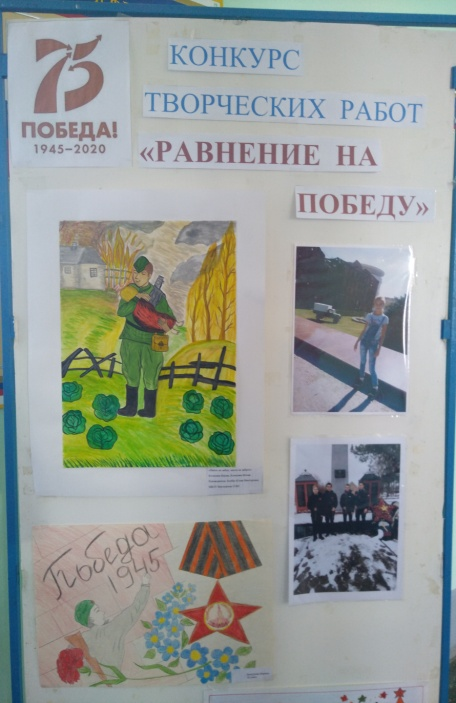 75
ПОБЕДА!
1945–2020
КОНКУРС
ТВОРЧЕСКИХ РАБОТ
«РАВНЕНИЕ НА
ПОБЕДУ»
Победа
1945